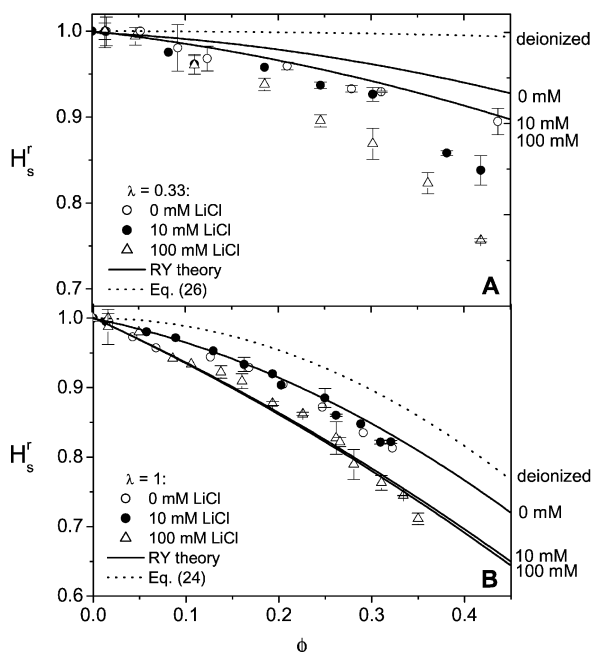 1.0
0.9
0.8
0.7
H_s^r
deionized
0 mM
10 mM
100 mM
λ = 0.33:
0 mM LiCl
10 mM LiCl
100 mM LiCl
RY theory
Eq. (26)
A
1.0
0.9
0.8
0.7
0.6
H_s^r
deionized
0 mM
10 mM
100 mM
λ = 1:
0 mM LiCl
10 mM LiCl
100 mM LiCl
RY theory
Eq. (24)
B
0.0 0.1 0.2 0.3 0.4
ϕ